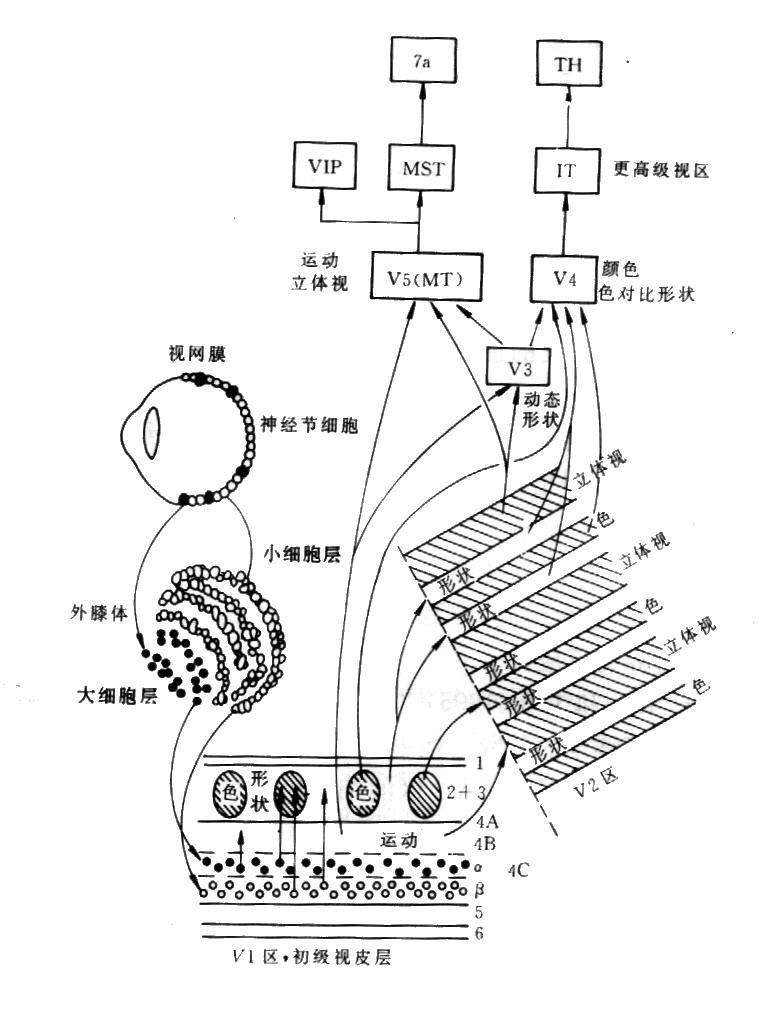 7a
TH
VIP
MST
IT
更高级视区
运动
立体视
V5(MT)
V4
颜色
色对比形状
视网膜
V3
神经节细胞
动态
形状
立体视
小细胞层
色
立体视
形状
外膝体
形状
色
大细胞层
立体视
形状
色
形状
形状
V2区
1
色
形
状
色
2+3
4A
运动
4B
α
4C
β
5
6
V1区,初级视皮层